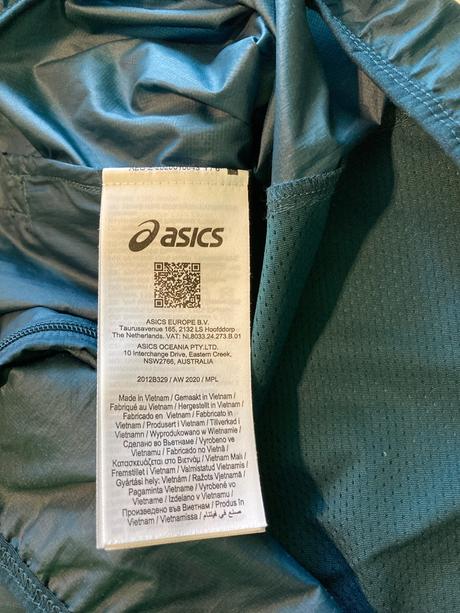 asics
ASICS EUROPE B.V.
Taurusavenue 165, 2132 LS Hoofddorp
The Netherlands. VAT: NL8033.24.273.B.01
ASICS OCEANIA PTY.LTD.
10 Interchange Drive, Eastern Creek,
NSW2766, AUSTRALIA
2012B329 / AW 2020 / MPL
Made in Vietnam / Gemaakt in Vietnam /
Fabriqué au Vietnam / Hergestellt in Vietnam /
Fabricado en Vietnam / Fabbricato in
Vietnam / Produsert i Vietnam / Tillverkad i
Vietnamn / Wyprodukowano w Wietnamie /
Сделано во Вьетнаме / Vyrobeno ve
Vietnamu / Fabricado no Vietnã /
Κατασκευάζεται στο Βιετνάμ / Vietnam Malı /
Fremstillet i Vietnam / Valmistatud Vietnamis /
Gyártási hely: Vietnám / Ražots Vjetnamā /
Pagaminta Vietname / Vyrobené vo
Vietname / Izdelano v Vietnamu /
Произведено във Виетнам / Produs în
Vietnam / Vietnamissa / صنع في فيتنام